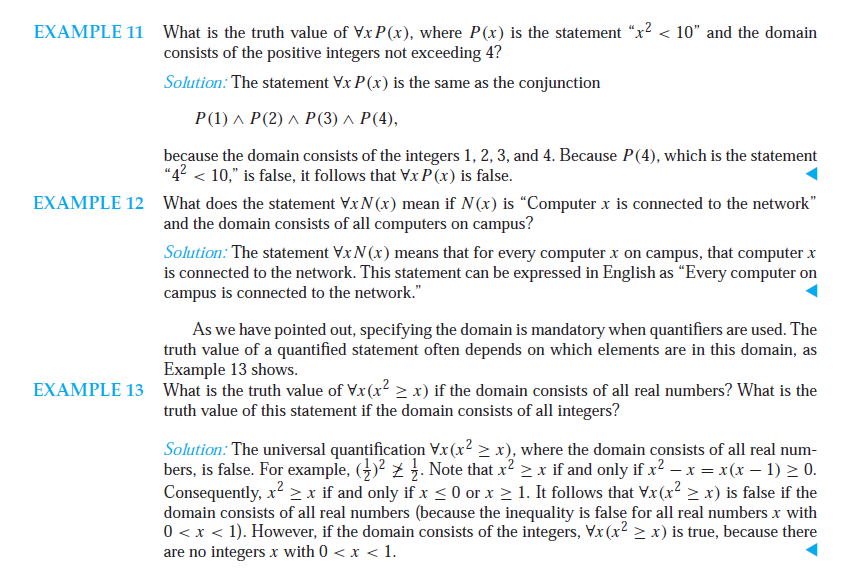 EXAMPLE 11 What is the truth value of ∀x P(x), where P(x) is the statement “x² < 10” and the domain
consists of the positive integers not exceeding 4?
Solution: The statement ∀x P(x) is the same as the conjunction
P(1) ∧ P(2) ∧ P(3) ∧ P(4),
because the domain consists of the integers 1, 2, 3, and 4. Because P(4), which is the statement
“4² < 10,” is false, it follows that ∀x P(x) is false.
EXAMPLE 12 What does the statement ∀x N(x) mean if N(x) is “Computer x is connected to the network”
and the domain consists of all computers on campus?
Solution: The statement ∀x N(x) means that for every computer x on campus, that computer x
is connected to the network. This statement can be expressed in English as “Every computer on
campus is connected to the network.”
As we have pointed out, specifying the domain is mandatory when quantifiers are used. The
truth value of a quantified statement often depends on which elements are in this domain, as
Example 13 shows.
EXAMPLE 13 What is the truth value of ∀x(x² ≥ x) if the domain consists of all real numbers? What is the
truth value of this statement if the domain consists of all integers?
Solution: The universal quantification ∀x(x² ≥ x), where the domain consists of all real num-
bers, is false. For example, (½)² ≱ ½. Note that x² ≥ x if and only if x² − x = x(x − 1) ≥ 0.
Consequently, x² ≥ x if and only if x ≤ 0 or x ≥ 1. It follows that ∀x(x² ≥ x) is false if the
domain consists of all real numbers (because the inequality is false for all real numbers x with
0 < x < 1). However, if the domain consists of the integers, ∀x(x² ≥ x) is true, because there
are no integers x with 0 < x < 1.